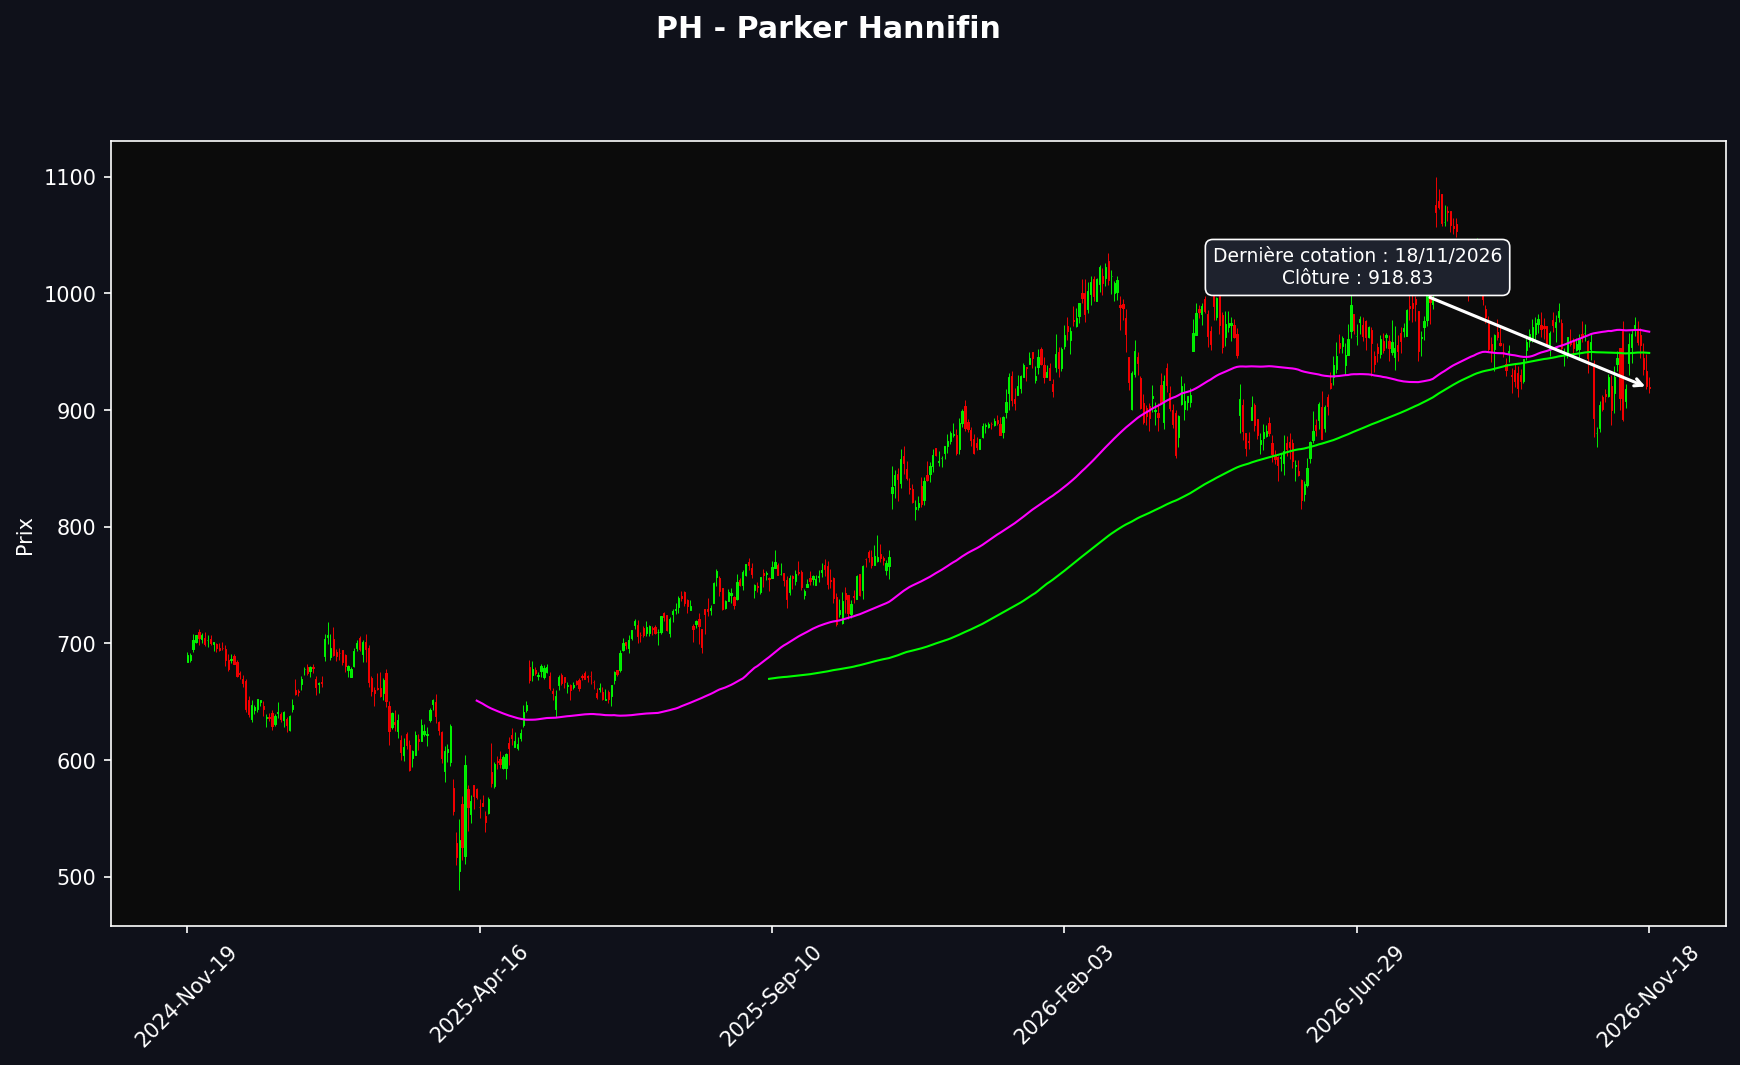 PH - Parker Hannifin
1100
1000
900
800
700
600
500
Prix
Dernière cotation : 18/11/2026
Clôture : 918.83
2024-Nov-19
2025-Apr-16
2025-Sep-10
2026-Feb-03
2026-Jun-29
2026-Nov-18